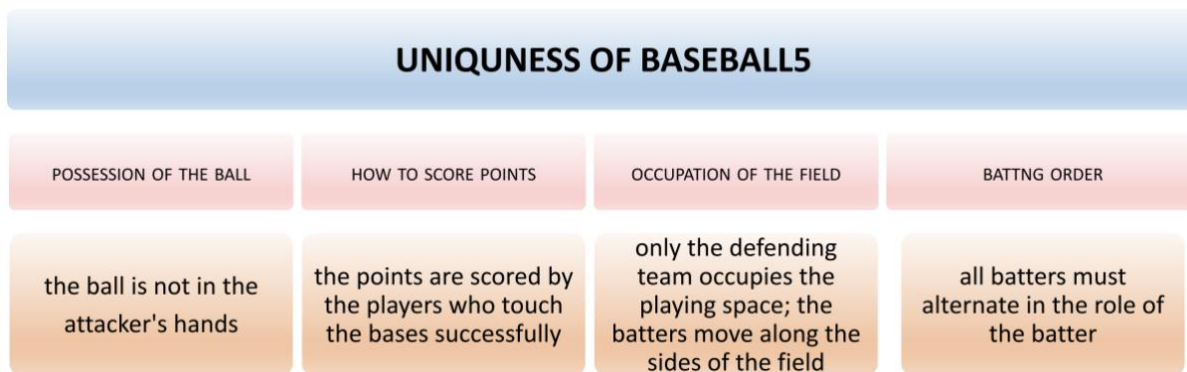 UNIQUNESS OF BASEBALL5
POSSESSION OF THE BALL
HOW TO SCORE POINTS
OCCUPATION OF THE FIELD
BATTNG ORDER
the ball is not in the
attacker's hands
the points are scored by
the players who touch
the bases successfully
only the defending
team occupies the
playing space; the
batters move along the
sides of the field
all batters must
alternate in the role of
the batter